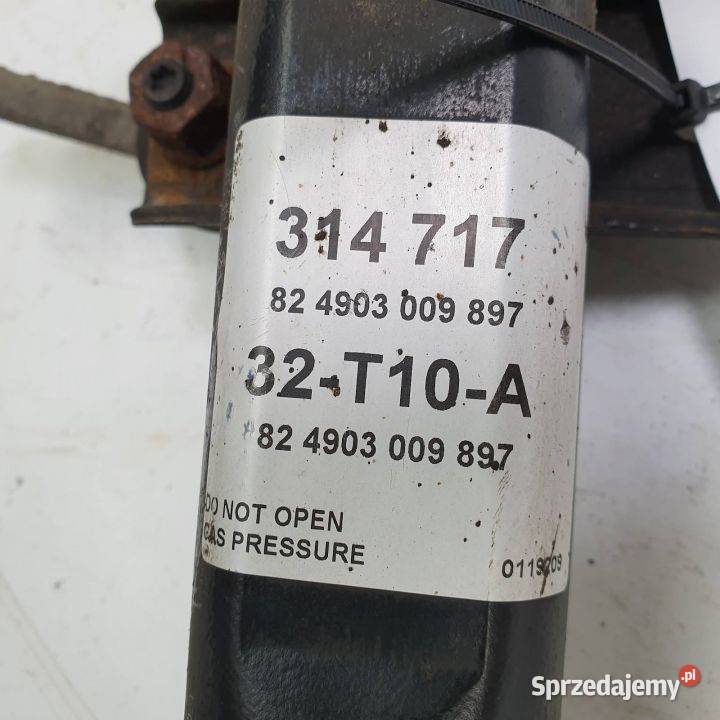 314 717
82 4903 009 897
32-T10-A
82 4903 009 897
DO NOT OPEN
GAS PRESSURE
Sprzedajemy.pl